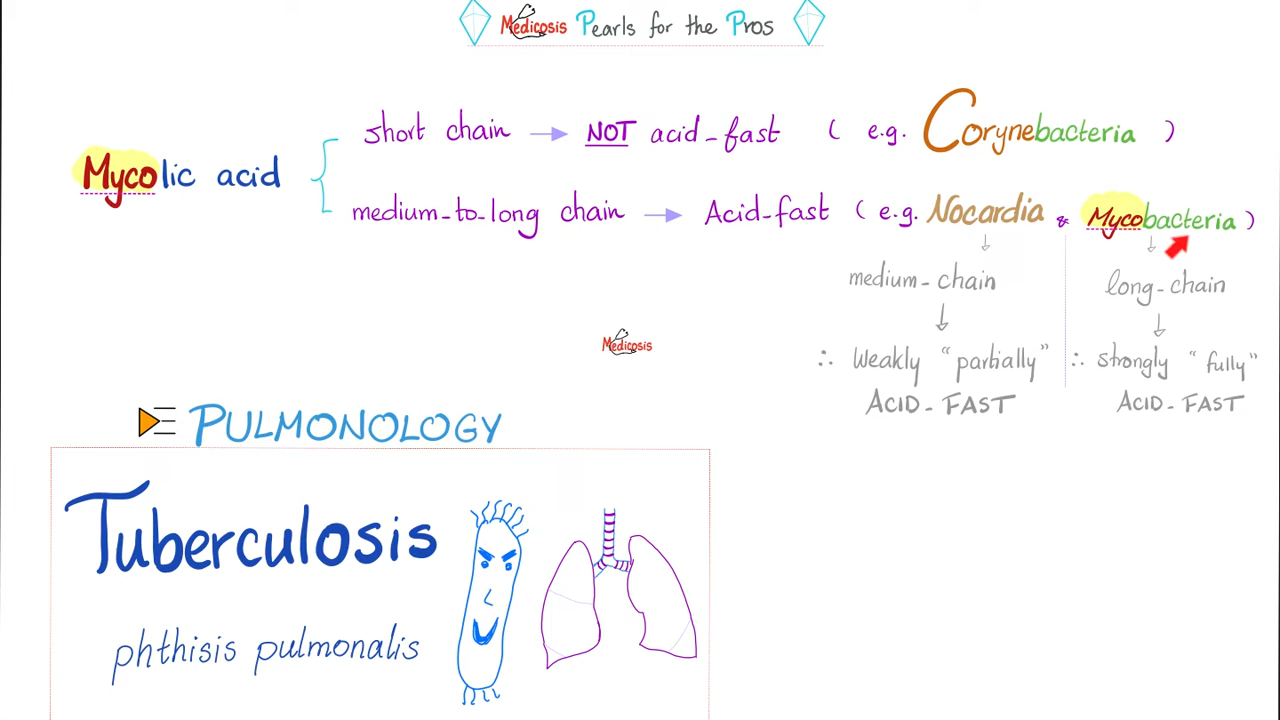 Medicosis Pearls for the Pros
Mycolic acid
short chain → NOT acid-fast ( e.g. Corynebacteria )
medium-to-long chain → Acid-fast ( e.g. Nocardia & Mycobacteria )
medium-chain
long-chain
∴ Weakly "partially"
ACID-FAST
∴ strongly "fully"
ACID-FAST
Medicosis
PULMONOLOGY
Tuberculosis
phthisis pulmonalis